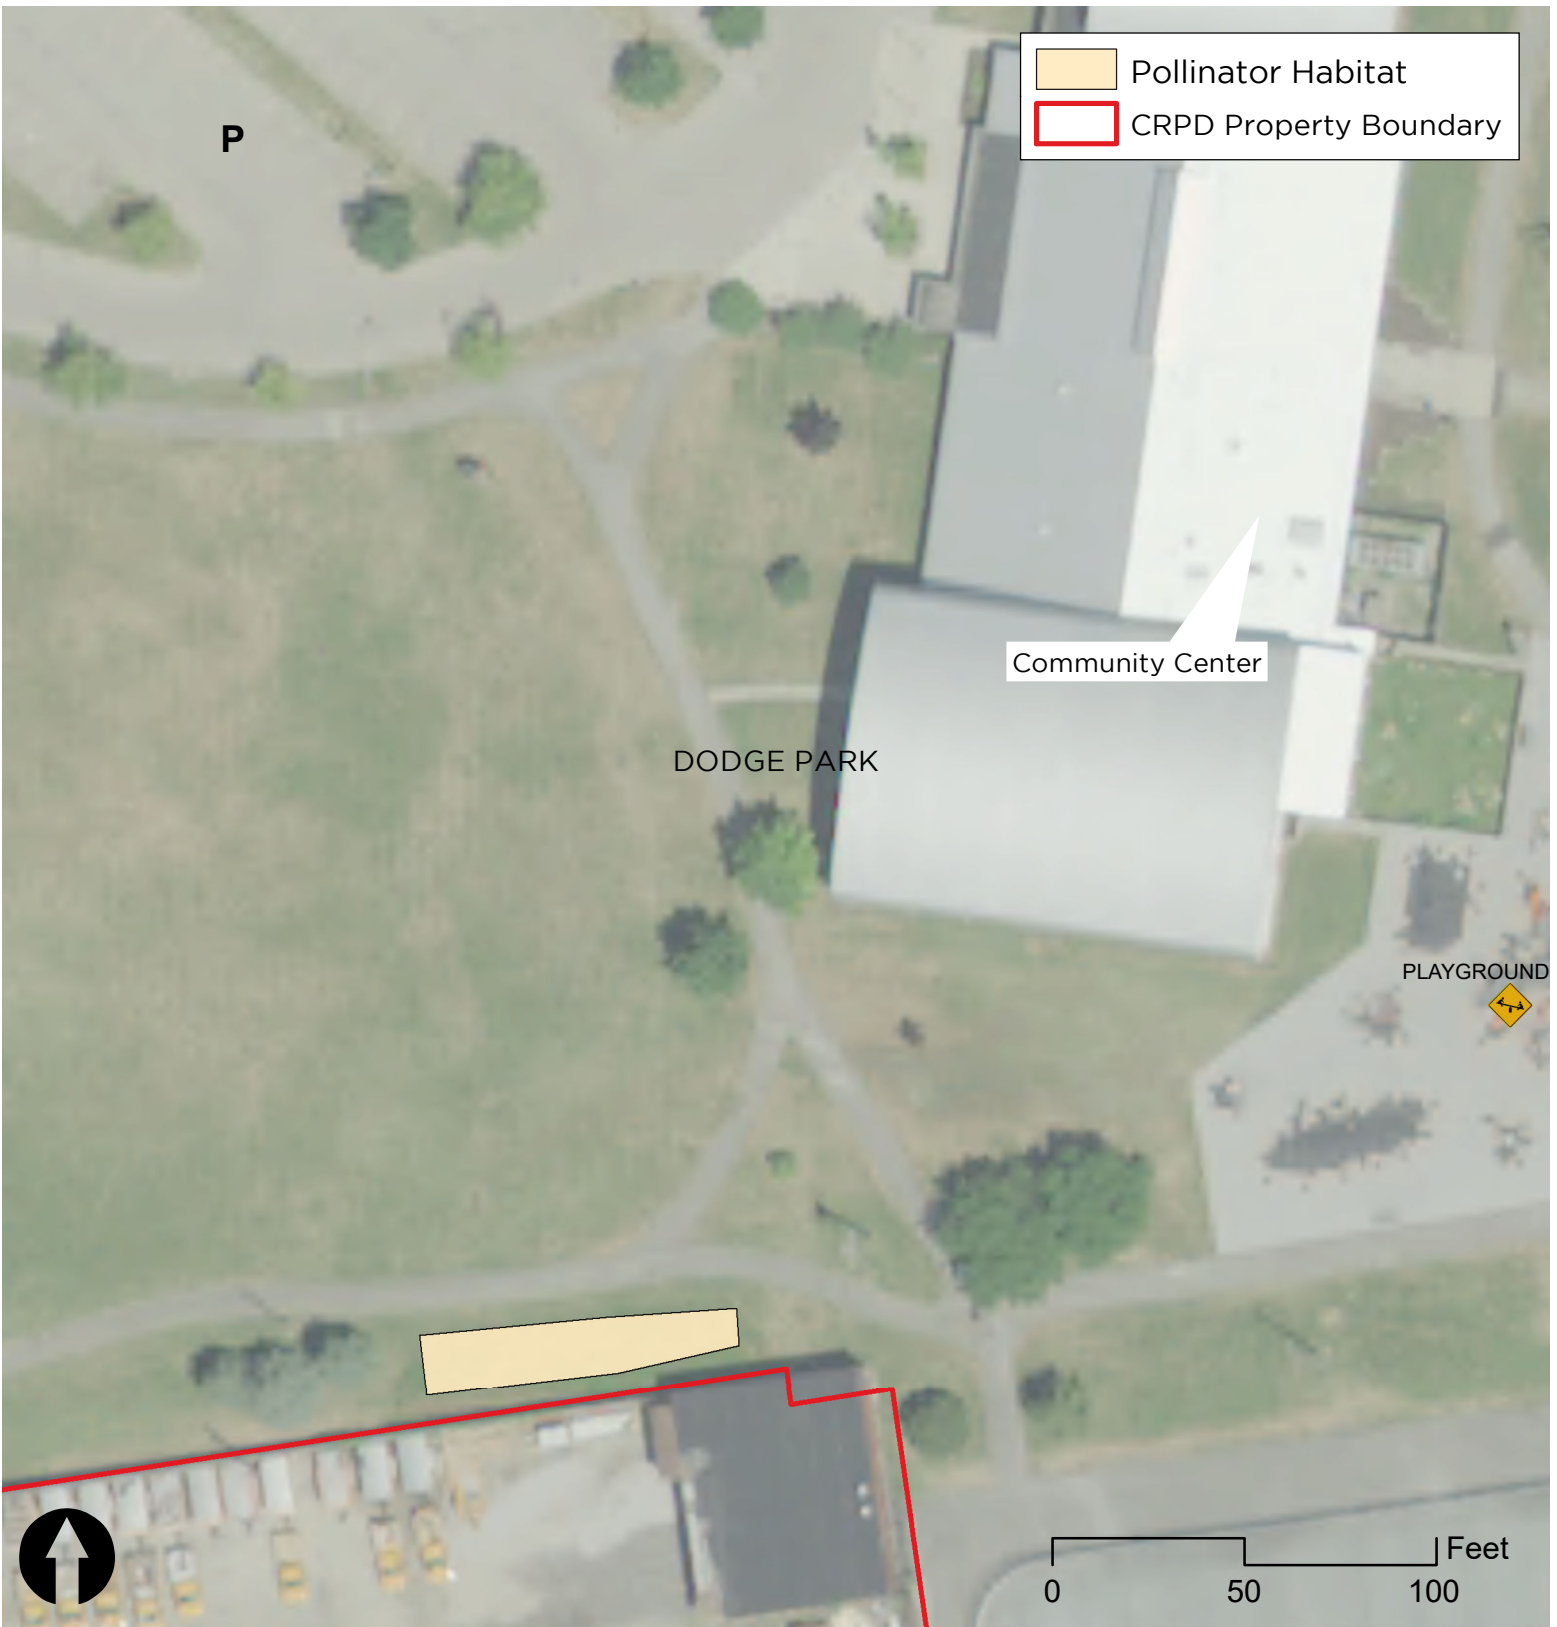 Pollinator Habitat
CRPD Property Boundary
P
Community Center
DODGE PARK
PLAYGROUND
Feet
0 50 100